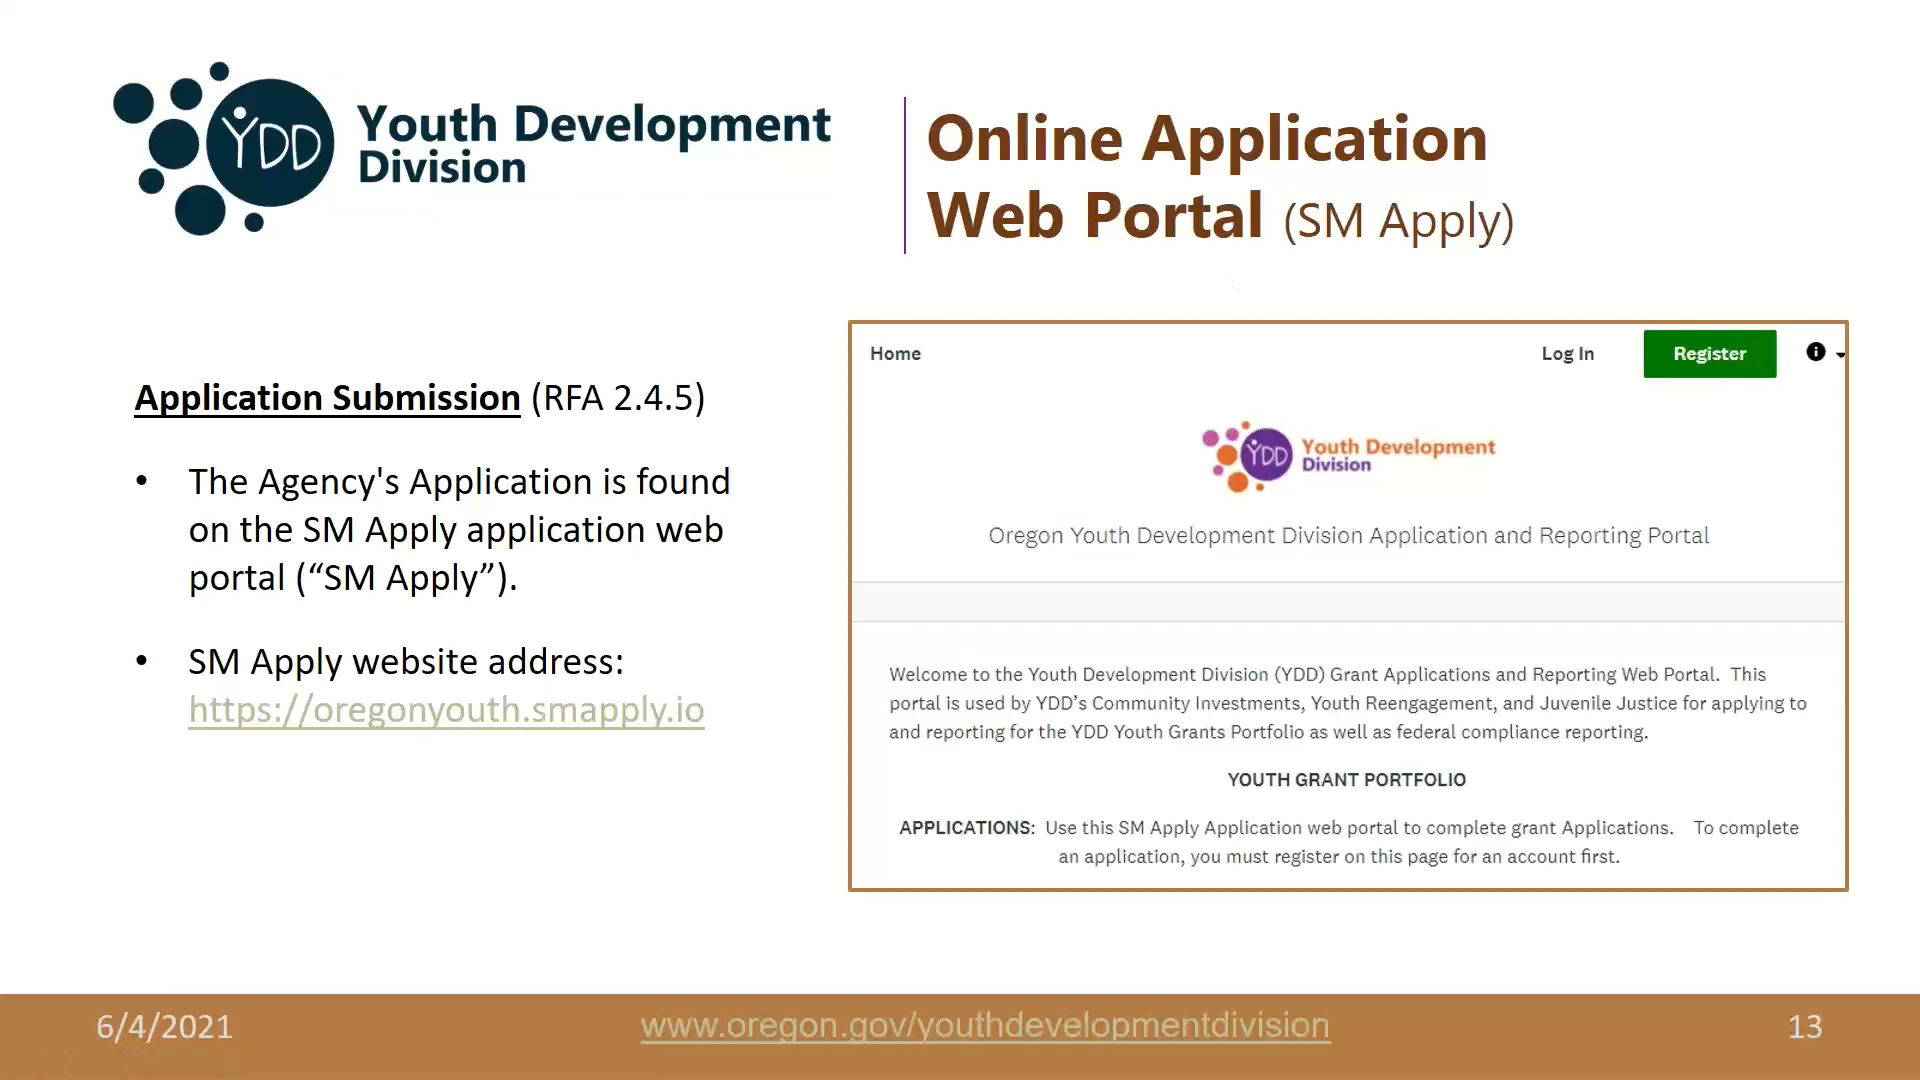 YDD
Youth Development
Division
Online Application
Web Portal (SM Apply)
Application Submission (RFA 2.4.5)
• The Agency's Application is found
on the SM Apply application web
portal (“SM Apply”).
• SM Apply website address:
https://oregonyouth.smapply.io
Home
Log In
Register
YDD
Youth Development
Division
Oregon Youth Development Division Application and Reporting Portal
Welcome to the Youth Development Division (YDD) Grant Applications and Reporting Web Portal. This
portal is used by YDD’s Community Investments, Youth Reengagement, and Juvenile Justice for applying to
and reporting for the YDD Youth Grants Portfolio as well as federal compliance reporting.
YOUTH GRANT PORTFOLIO
APPLICATIONS: Use this SM Apply Application web portal to complete grant Applications. To complete
an application, you must register on this page for an account first.
6/4/2021
www.oregon.gov/youthdevelopmentdivision
13